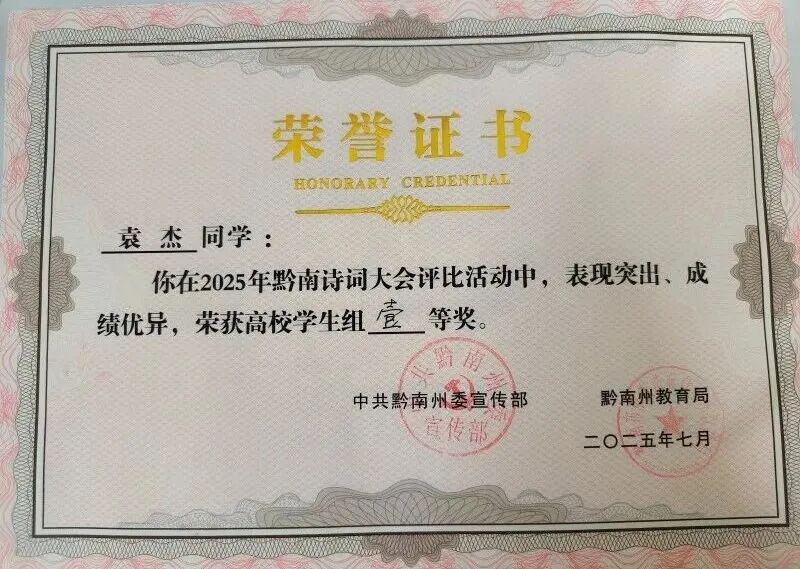 荣誉证书
HONORARY CREDENTIAL
袁 杰 同学：
你在2025年黔南诗词大会评比活动中，表现突出、成
绩优异，荣获高校学生组 壹 等奖。
中共黔南州委宣传部 黔南州教育局
二〇二五年七月
宣传部